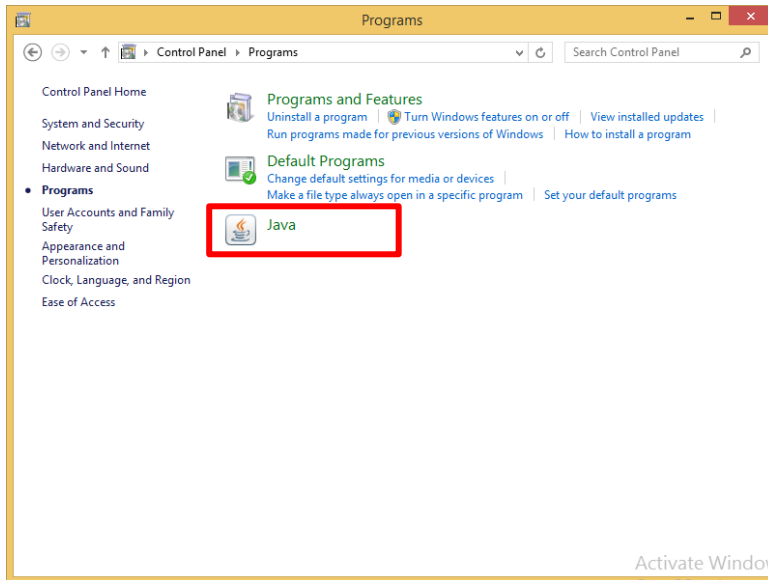 Programs
Control Panel Programs
Search Control Panel
Control Panel Home
System and Security
Network and Internet
Hardware and Sound
Programs
User Accounts and Family
Safety
Appearance and
Personalization
Clock, Language, and Region
Ease of Access
Programs and Features
Uninstall a program Turn Windows features on or off View installed updates
Run programs made for previous versions of Windows How to install a program
Default Programs
Change default settings for media or devices
Make a file type always open in a specific program Set your default programs
Java
Activate Window